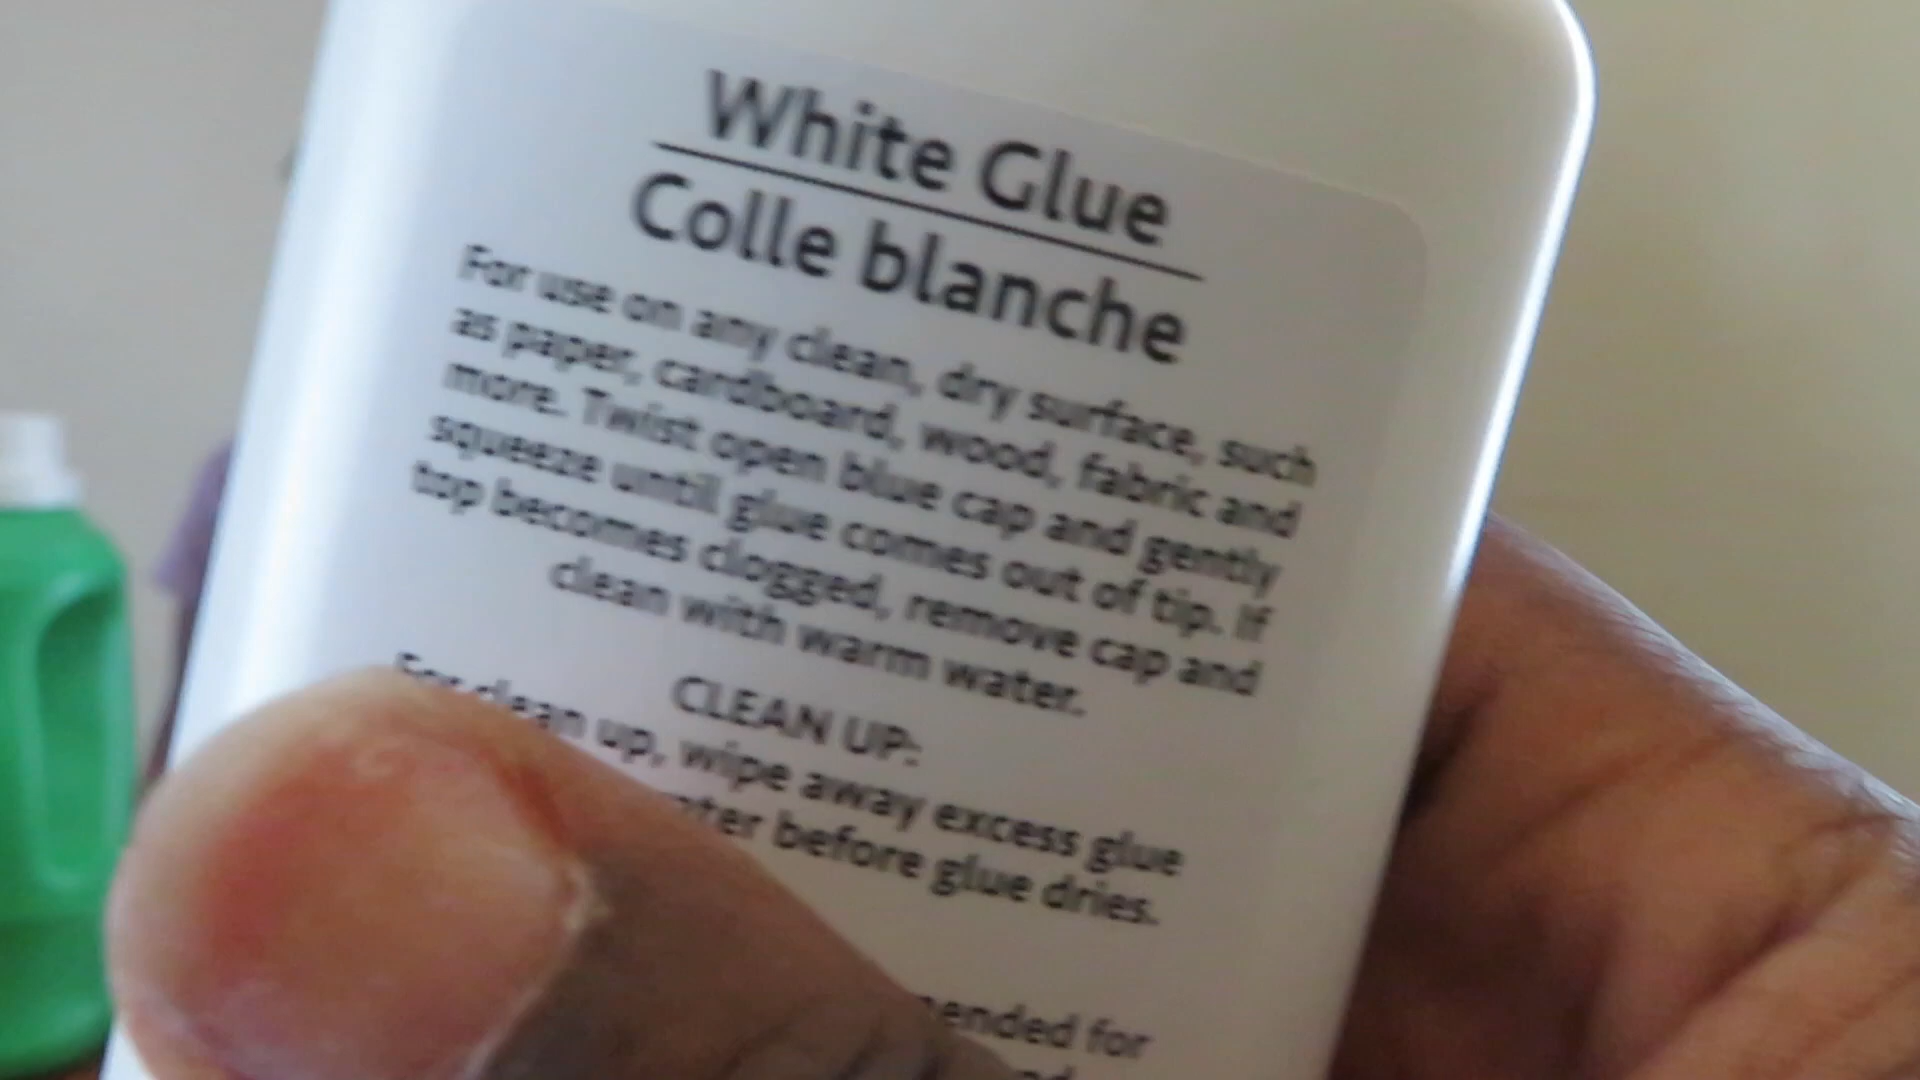 White Glue
Colle blanche
For use on any clean, dry surface, such
as paper, cardboard, wood, fabric and
more. Twist open blue cap and gently
squeeze until glue comes out of tip. If
top becomes clogged, remove cap and
clean with warm water.
CLEAN UP:
For clean up, wipe away excess glue
before glue dries.
for